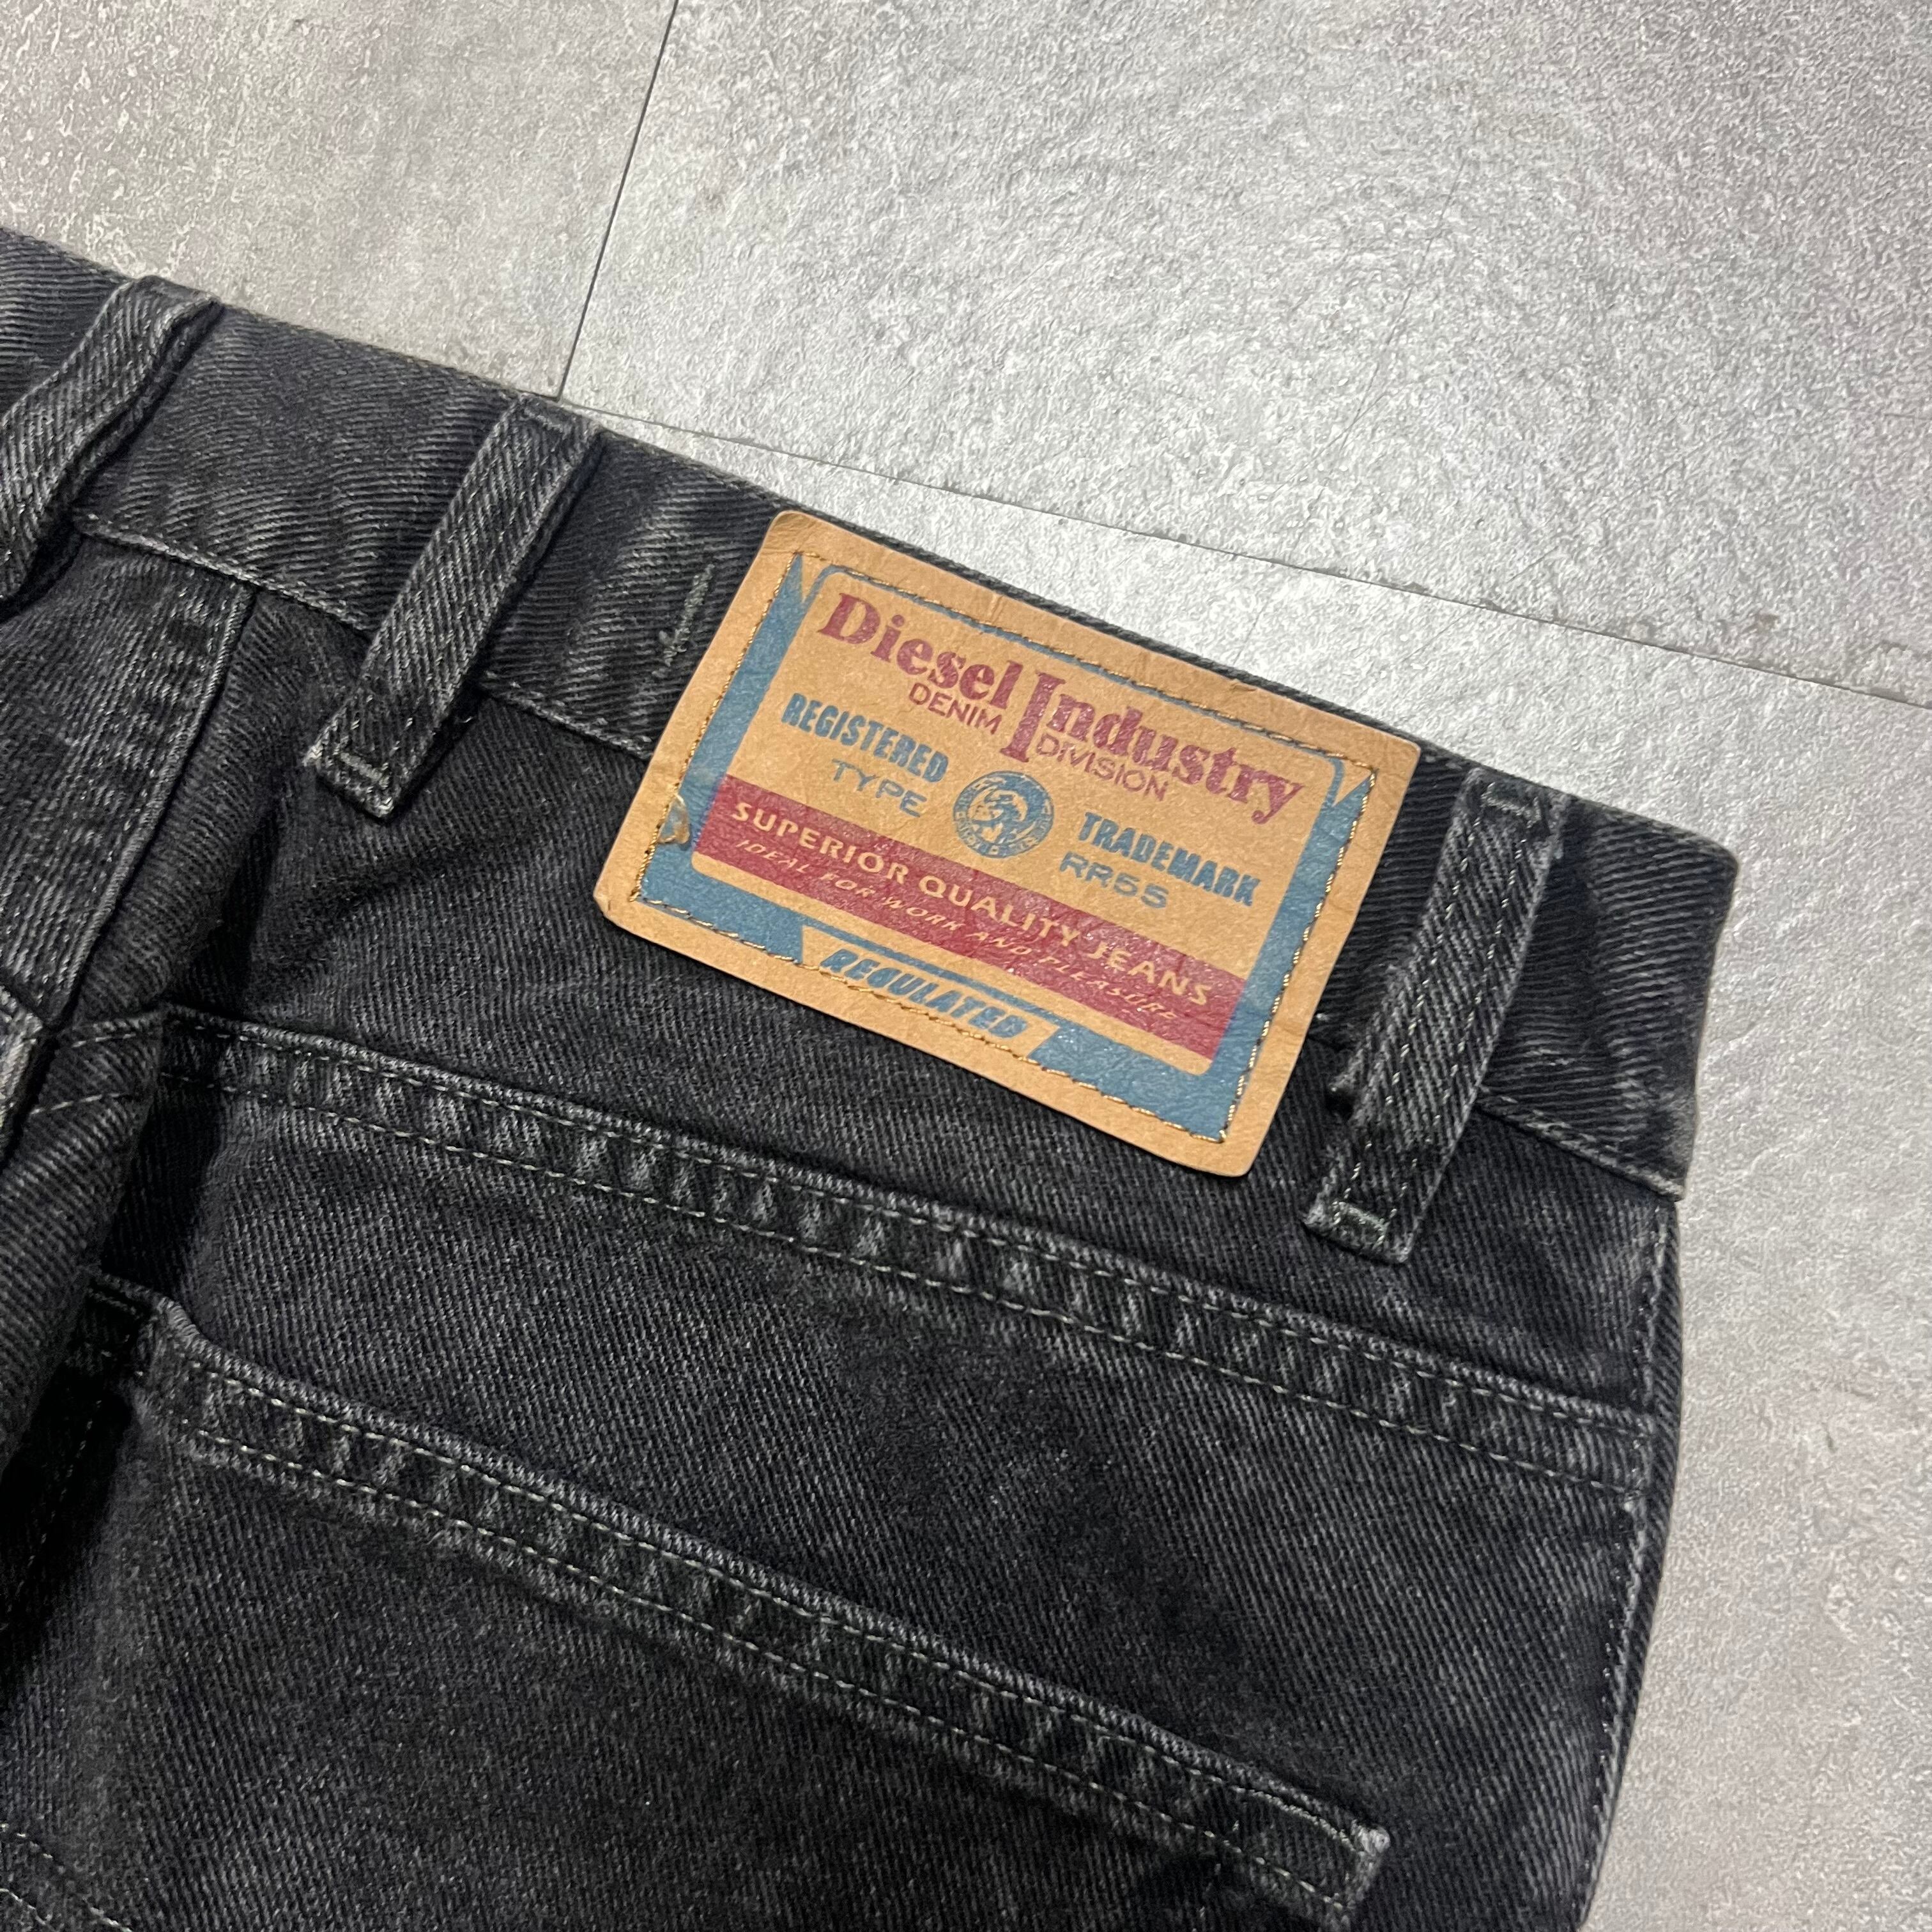 Diesel Industry
DENIM DIVISION
REGISTERED TRADEMARK
TYPE RR55
SUPERIOR QUALITY JEANS
IDEAL FOR WORK AND PLEASURE
REGULATED